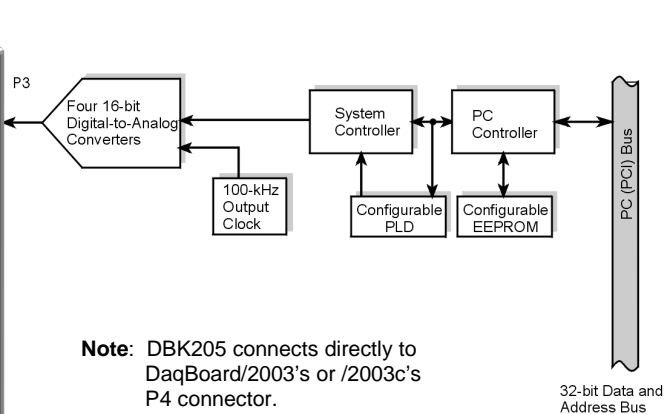 P3
Four 16-bit
Digital-to-Analog
Converters
System
Controller
PC
Controller
PC (PCI) Bus
100-kHz
Output
Clock
Configurable
PLD
Configurable
EEPROM
Note: DBK205 connects directly to
DaqBoard/2003's or /2003c's
P4 connector.
32-bit Data and
Address Bus